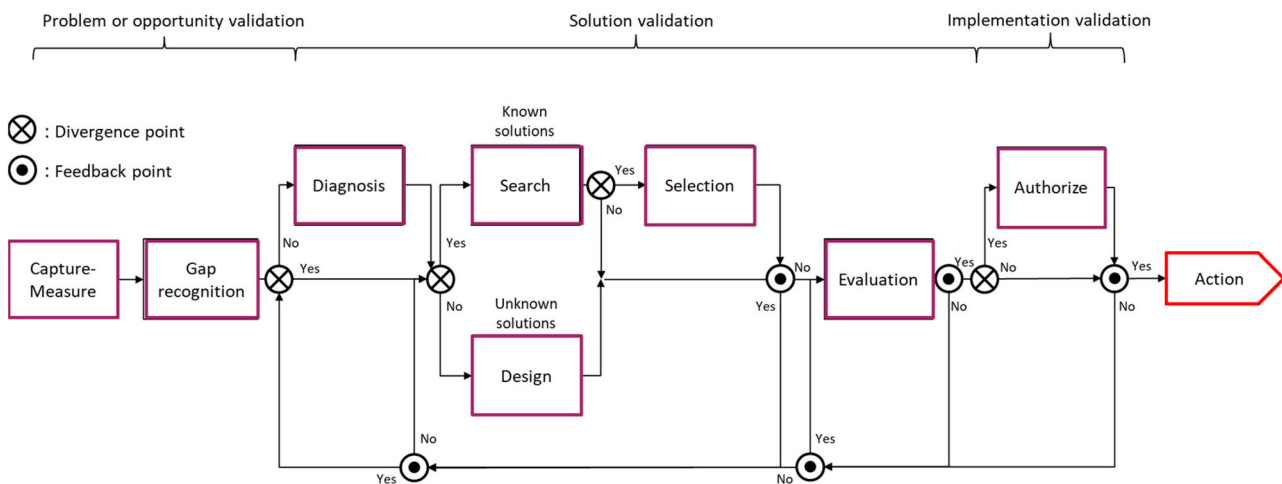 Problem or opportunity validation
Solution validation
Implementation validation
: Divergence point
: Feedback point
Known
solutions
Diagnosis
Search
Yes
Selection
Authorize
No
No
Yes
Yes
Capture-
Measure
Gap
recognition
Yes
No
Unknown
solutions
No
Yes
Evaluation
Yes
No
No
Yes
No
Action
Design
No
Yes
Yes
No